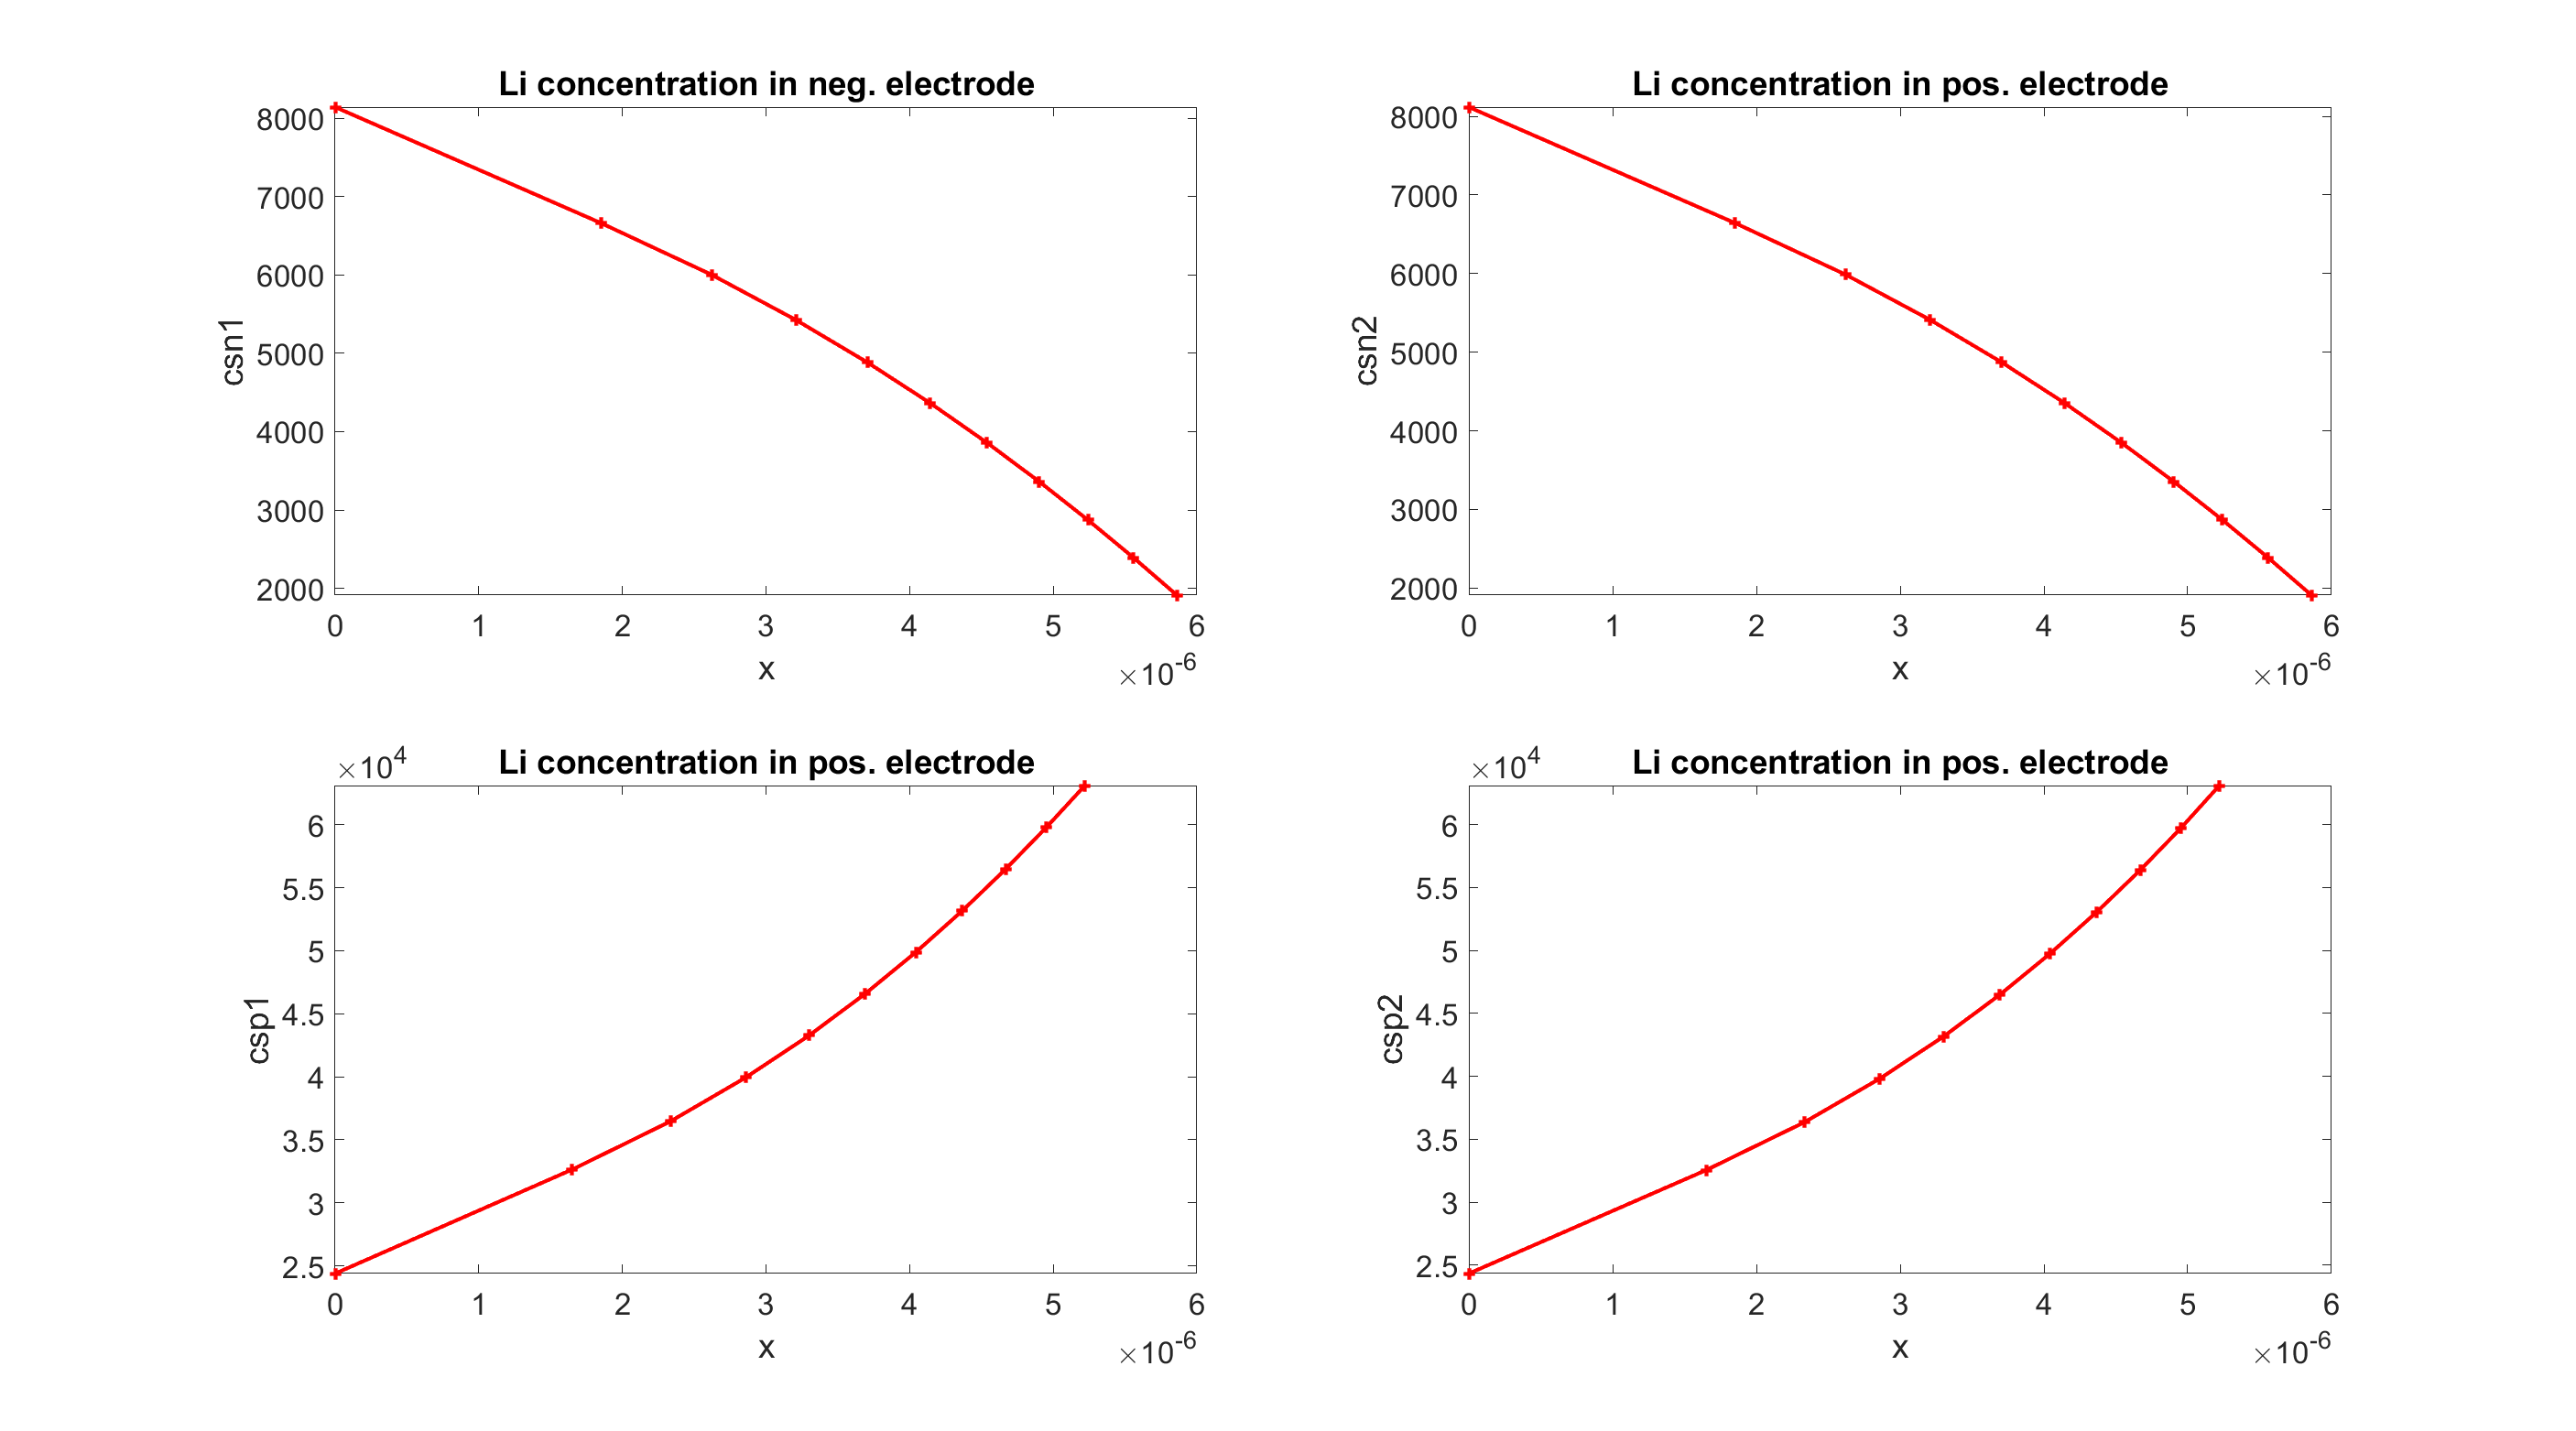 Li concentration in neg. electrode
8000
7000
6000
5000
4000
3000
2000
csn1
0 1 2 3 4 5 6
x
×10-6
Li concentration in pos. electrode
8000
7000
6000
5000
4000
3000
2000
csn2
0 1 2 3 4 5 6
x
×10-6
Li concentration in pos. electrode
×104
6
5.5
5
4.5
4
3.5
3
2.5
csp1
0 1 2 3 4 5 6
x
×10-6
Li concentration in pos. electrode
×104
6
5.5
5
4.5
4
3.5
3
2.5
csp2
0 1 2 3 4 5 6
x
×10-6